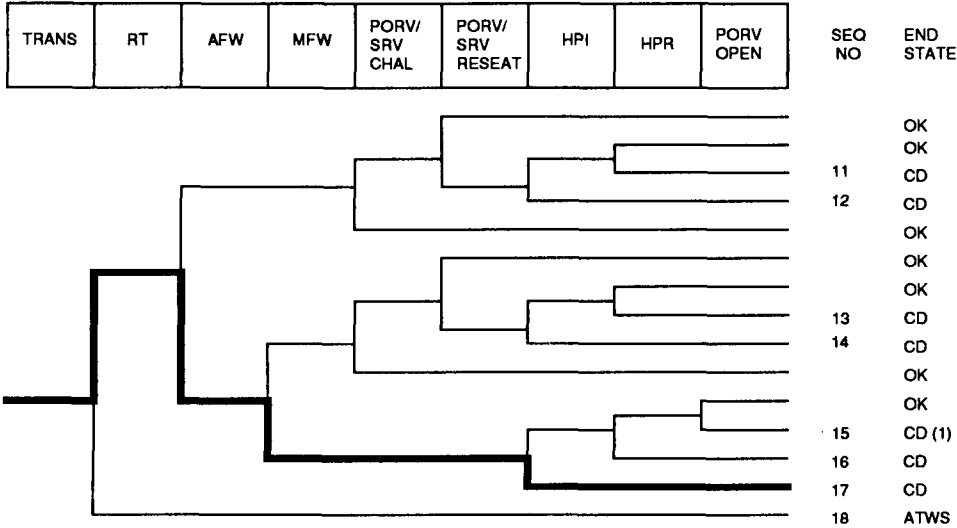 TRANS RT AFW MFW PORV/ SRV CHAL PORV/ SRV RESEAT HPI HPR PORV OPEN SEQ NO END STATE
OK
OK
11 CD
12 CD
OK
OK
OK
13 CD
14 CD
OK
OK
15 CD (1)
16 CD
17 CD
18 ATWS